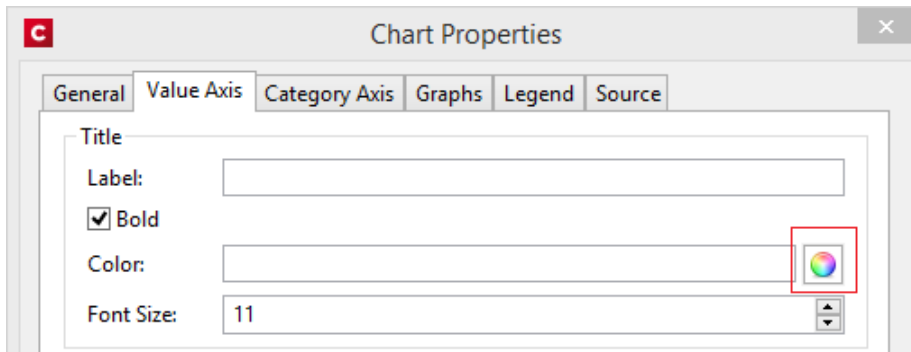 C Chart Properties ×
General Value Axis Category Axis Graphs Legend Source
Title
Label:
Bold
Color:
Font Size: 11